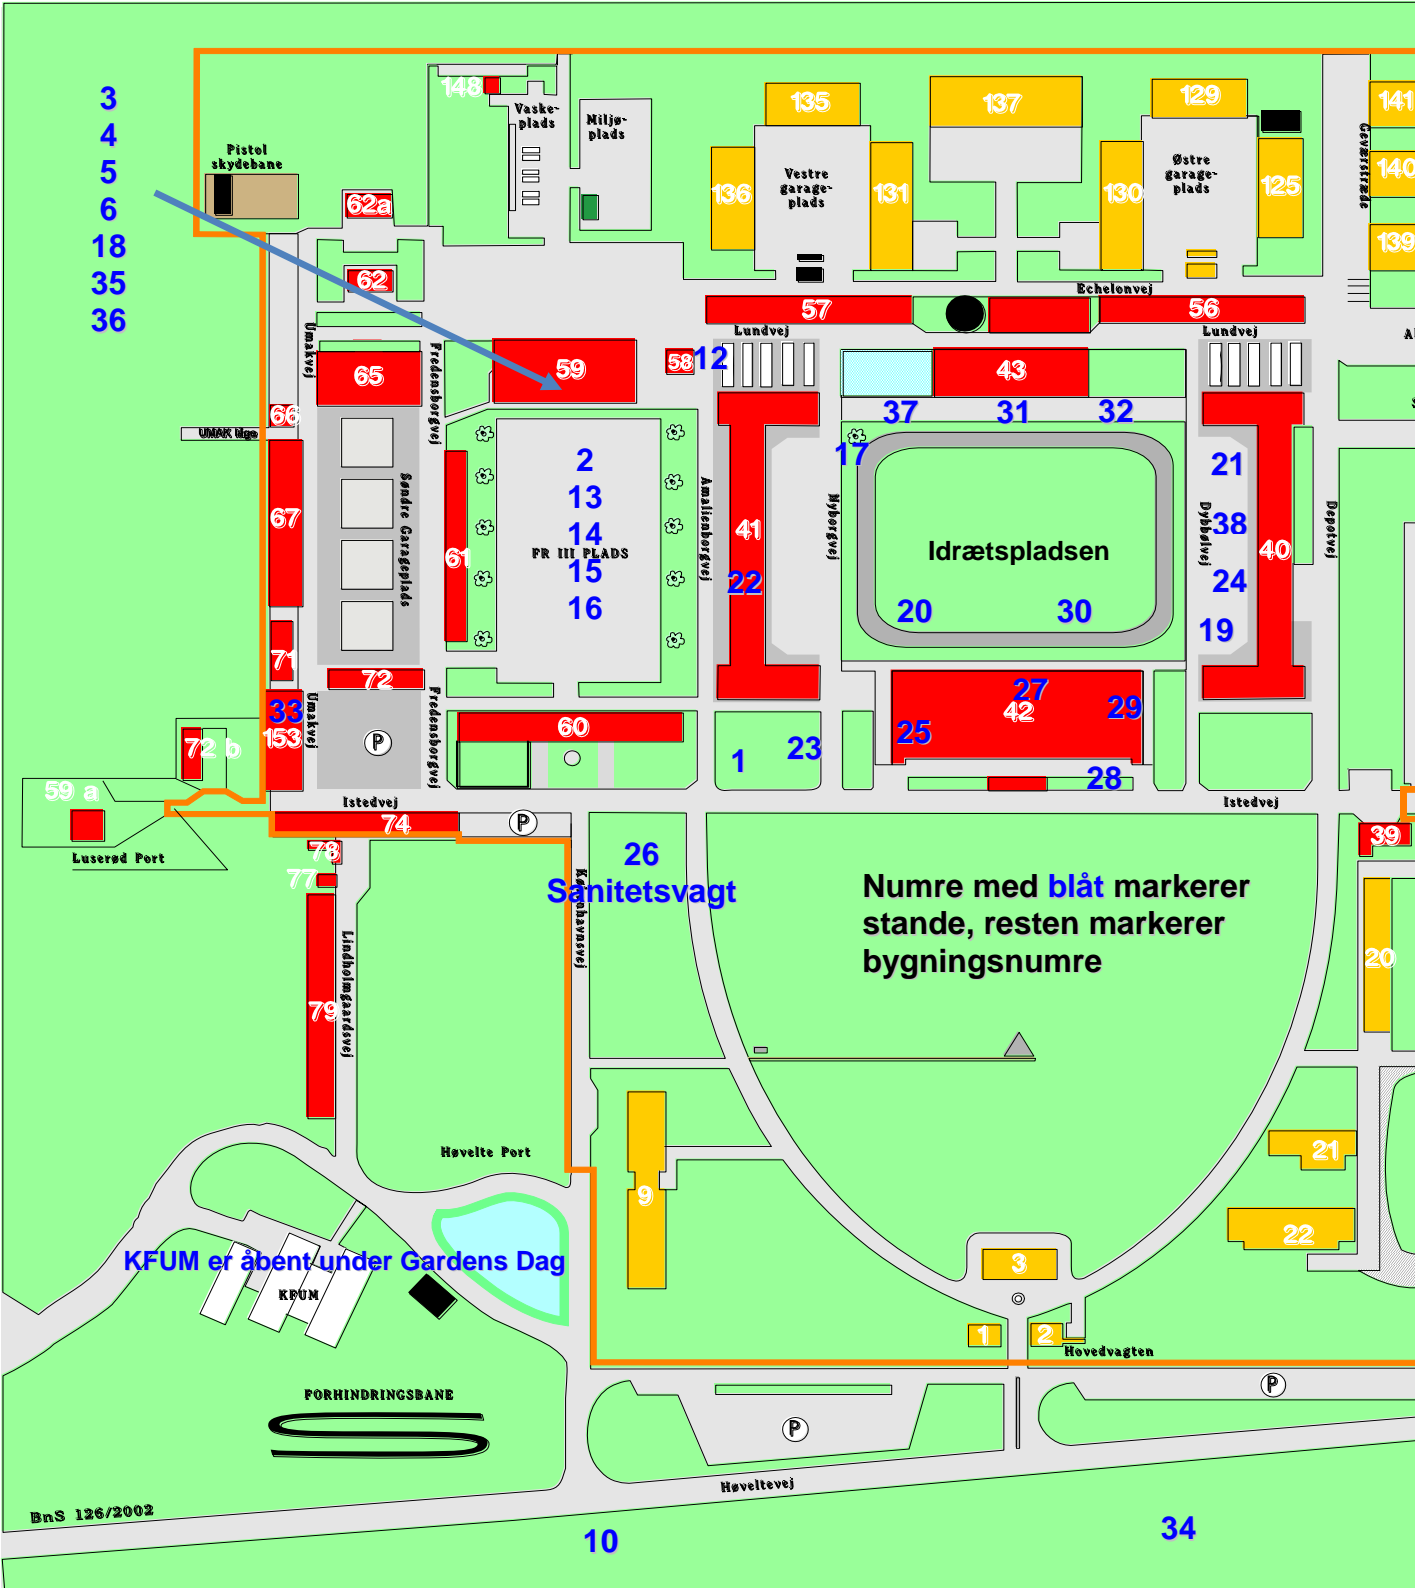 3
4
5
6
18
35
36
148
Vaske-
plads
Miljø-
plads
135
137
129
141
Pistol
skydebane
136
Vestre
garage-
plads
131
130
Østre
garage-
plads
125
Geværstræde
140
139
62a
62
57
Echelonvej
56
Lundvej
Lundvej
Umakvej
Fredensborgvej
65
59
58
12
43
37
31
32
66
UMAK tilgo
67
Søndre Garageplads
61
2
13
14
FR III PLADS
15
16
Amalienborgvej
41
22
17
Nyborgvej
Idrætspladsen
20
30
21
38
24
19
Dybbølvej
40
Depotvej
71
72
33
153
Umakvej
Fredensborgvej
P
60
72 b
59 a
Luserød Port
1
23
27
42
29
25
28
Istedvej
Istedvej
74
P
39
78
77
26
Sanitetsvagt
Københavnsvej
Numre med blåt markerer
stande, resten markerer
bygningsnumre
20
79
Lindholmgaardsvej
Høvelte Port
9
21
22
KFUM er åbent under Gardens Dag
KFUM
3
1
2
Hovedvagten
FORHINDRINGSBANE
P
P
Høveltevej
BnS 126/2002
10
34